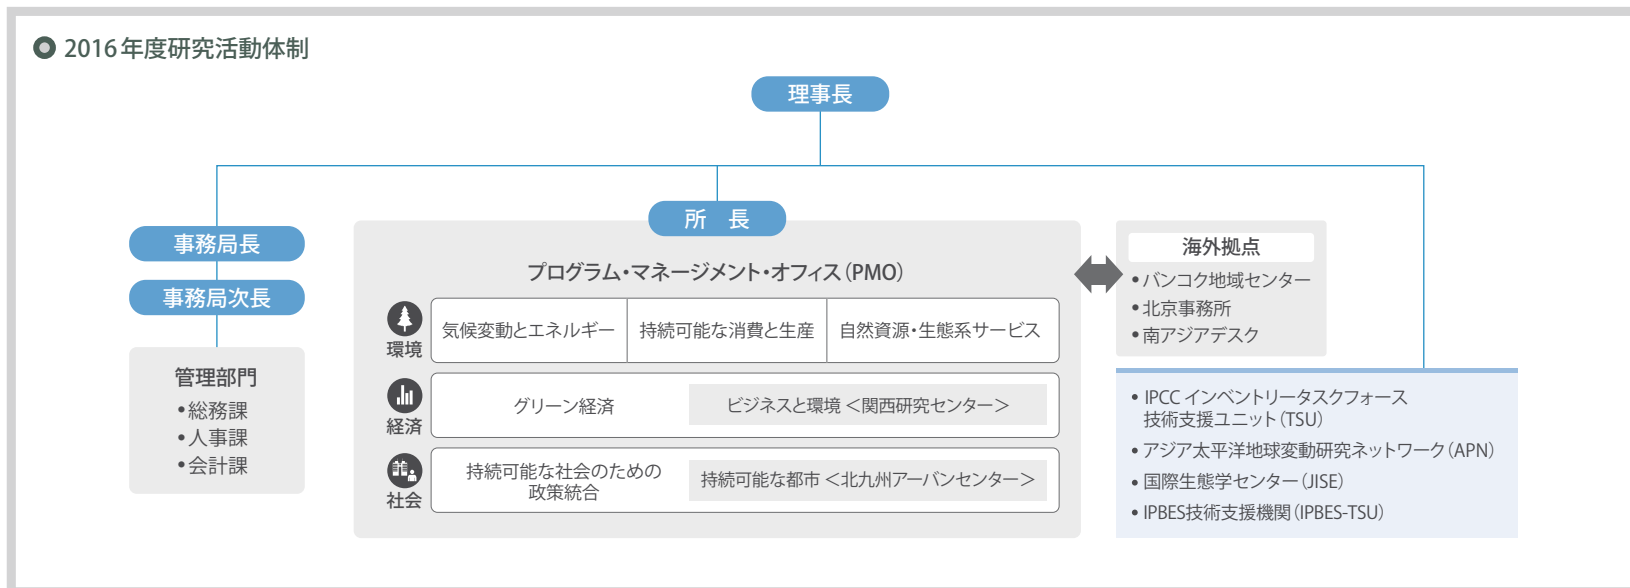 2016年度研究活動体制
理事長
所　長
事務局長
事務局次長
管理部門
•総務課
•人事課
•会計課
プログラム・マネージメント・オフィス（PMO）
環境
気候変動とエネルギー
持続可能な消費と生産
自然資源・生態系サービス
経済
グリーン経済
ビジネスと環境 <関西研究センター>
社会
持続可能な社会のための
政策統合
持続可能な都市 <北九州アーバンセンター>
海外拠点
•バンコク地域センター
•北京事務所
•南アジアデスク
• IPCC インベントリータスクフォース
技術支援ユニット（TSU）
• アジア太平洋地球変動研究ネットワーク（APN）
• 国際生態学センター（JISE）
• IPBES技術支援機関（IPBES-TSU）